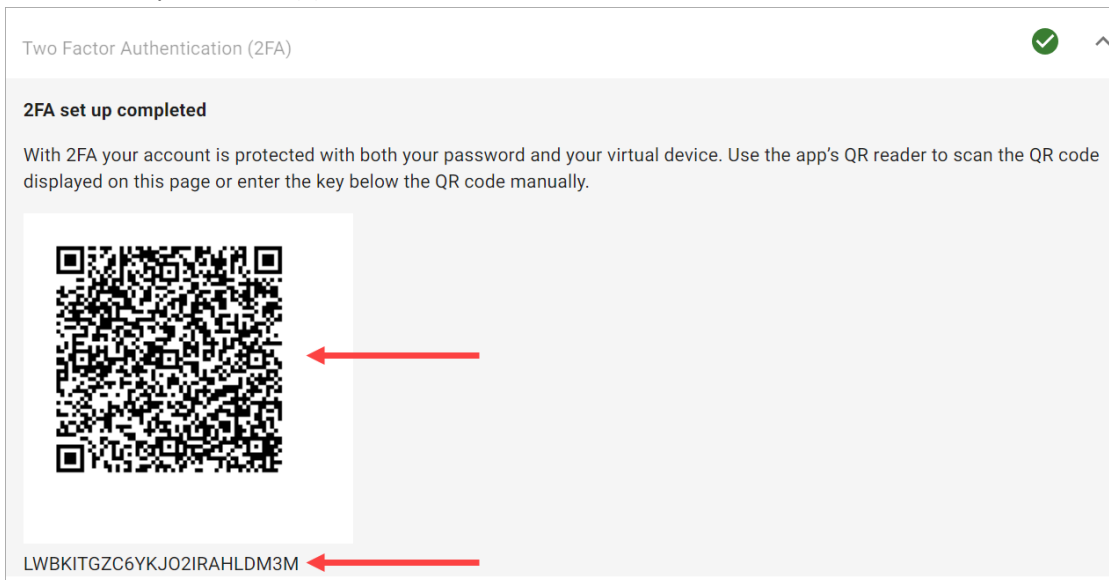 Two Factor Authentication (2FA)
2FA set up completed
With 2FA your account is protected with both your password and your virtual device. Use the app's QR reader to scan the QR code
displayed on this page or enter the key below the QR code manually.
LWBKITGZC6YKJO2IRAHLDM3M